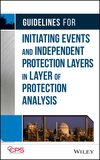 GUIDELINES FOR
INITIATING EVENTS
AND INDEPENDENT
PROTECTION LAYERS
IN LAYER OF
PROTECTION
ANALYSIS
CCPS
WILEY